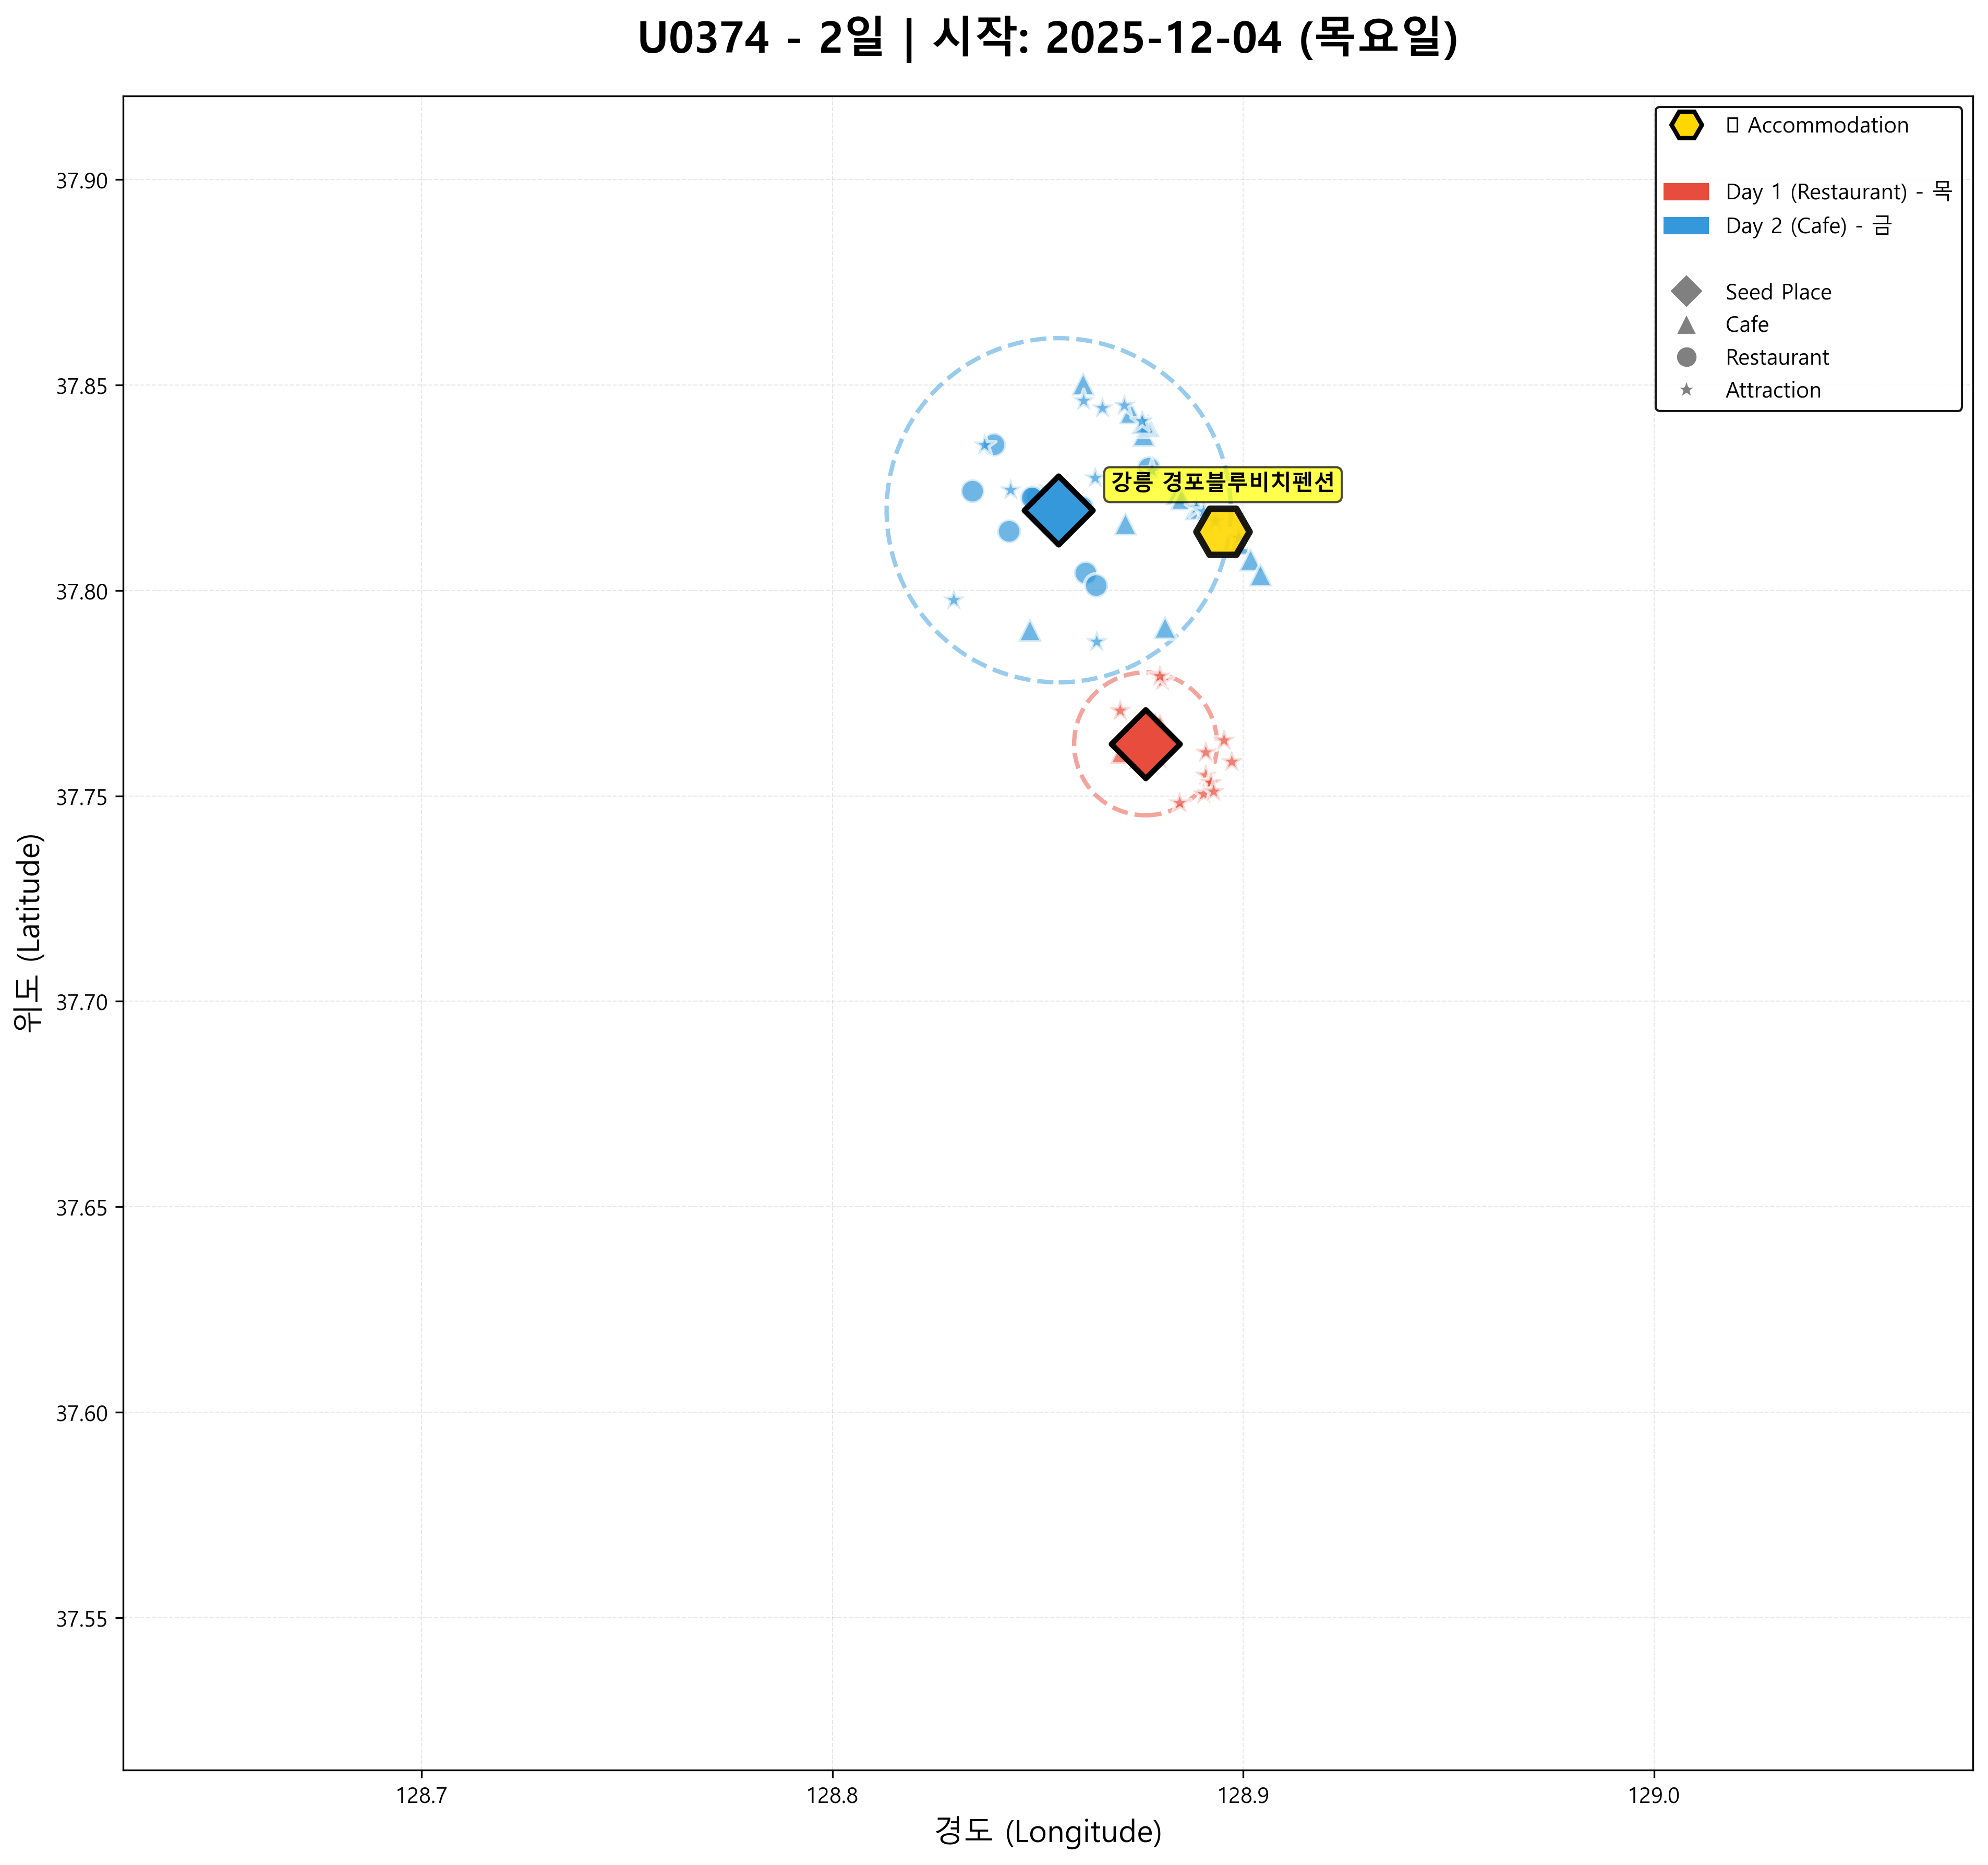 U0374 - 2일 | 시작: 2025-12-04 (목요일)
Accommodation
Day 1 (Restaurant) - 목
Day 2 (Cafe) - 금
Seed Place
Cafe
Restaurant
Attraction
강릉 경포블루비치펜션
37.90
37.85
37.80
37.75
37.70
37.65
37.60
37.55
위도 (Latitude)
128.7 128.8 128.9 129.0
경도 (Longitude)